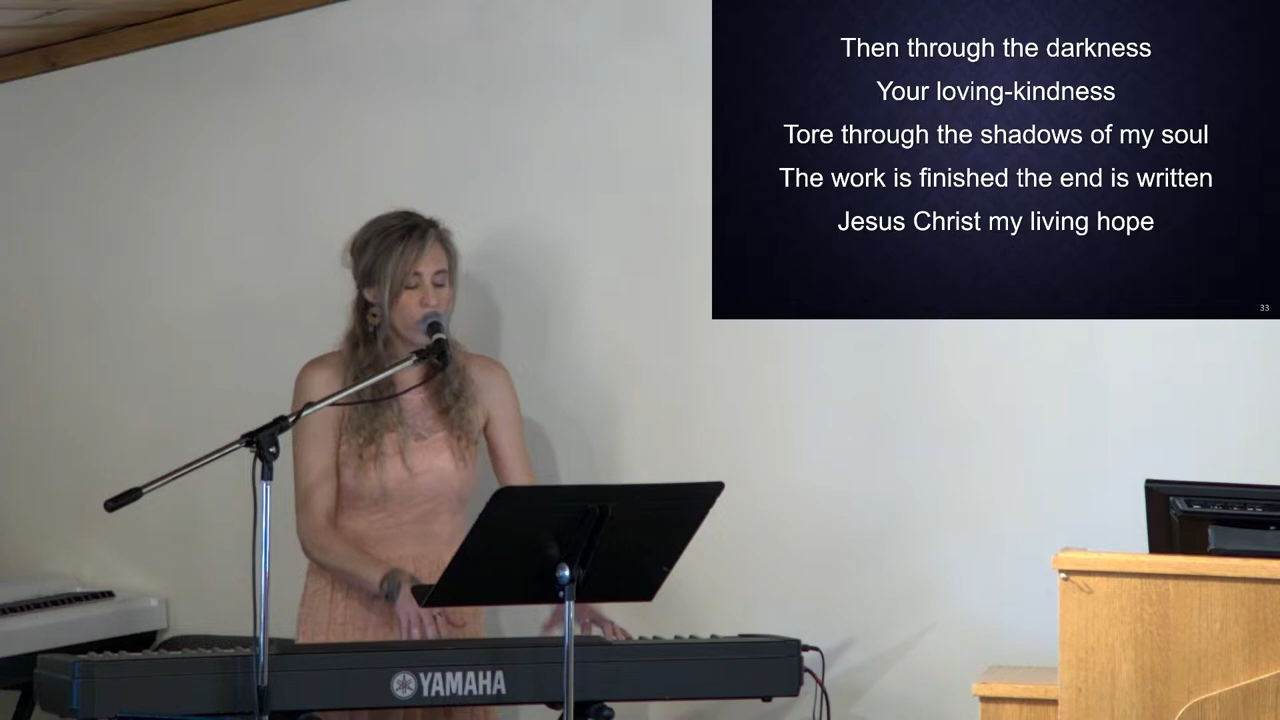 Then through the darkness
Your loving-kindness
Tore through the shadows of my soul
The work is finished the end is written
Jesus Christ my living hope
33
YAMAHA